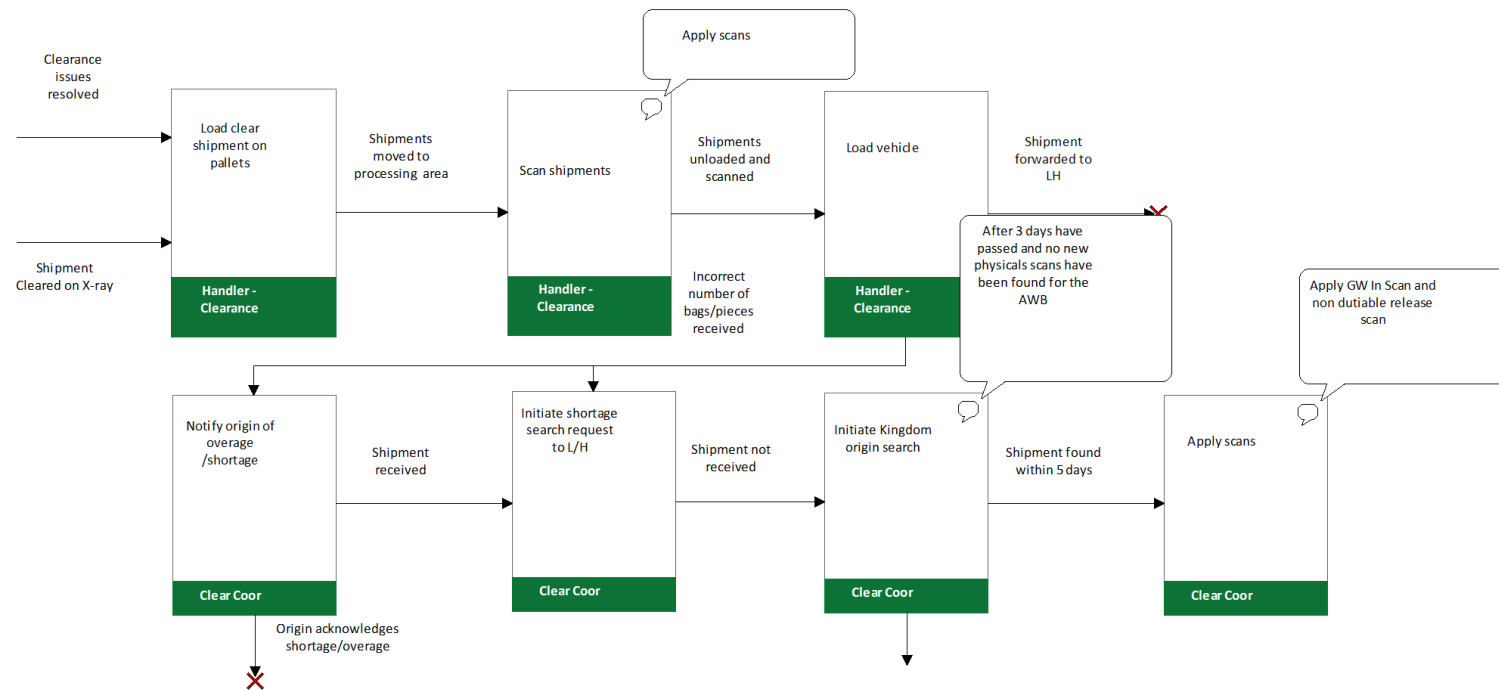 Apply scans
Clearance
issues
resolved
Load clear
shipment on
pallets
Shipments
moved to
processing area
Scan shipments
Shipments
unloaded and
scanned
Load vehicle
Shipment
forwarded to
LH
Shipment
Cleared on X-ray
Handler -
Clearance
Handler -
Clearance
Incorrect
number of
bags/pieces
received
Handler -
Clearance
After 3 days have
passed and no new
physicals scans have
been found for the
AWB
Apply GW In Scan and
non dutiable release
scan
Notify origin of
overage
/shortage
Shipment
received
Initiate shortage
search request
to L/H
Shipment not
received
Initiate Kingdom
origin search
Shipment found
within 5 days
Apply scans
Clear Coor
Clear Coor
Clear Coor
Clear Coor
Origin acknowledges
shortage/overage